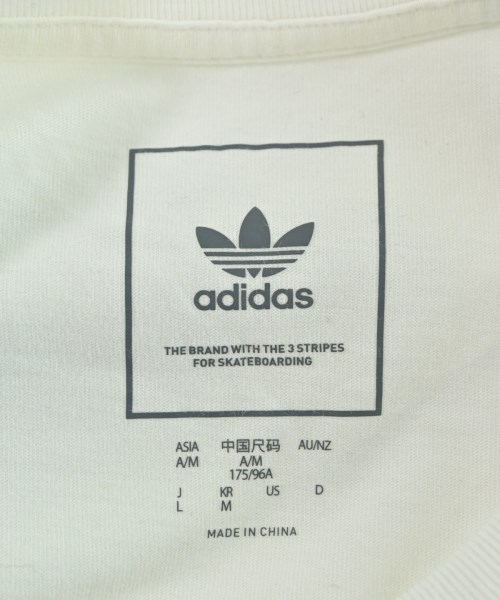 adidas
THE BRAND WITH THE 3 STRIPES
FOR SKATEBOARDING
ASIA 中国尺码 AU/NZ
A/M A/M
175/96A
J KR US D
L M
MADE IN CHINA